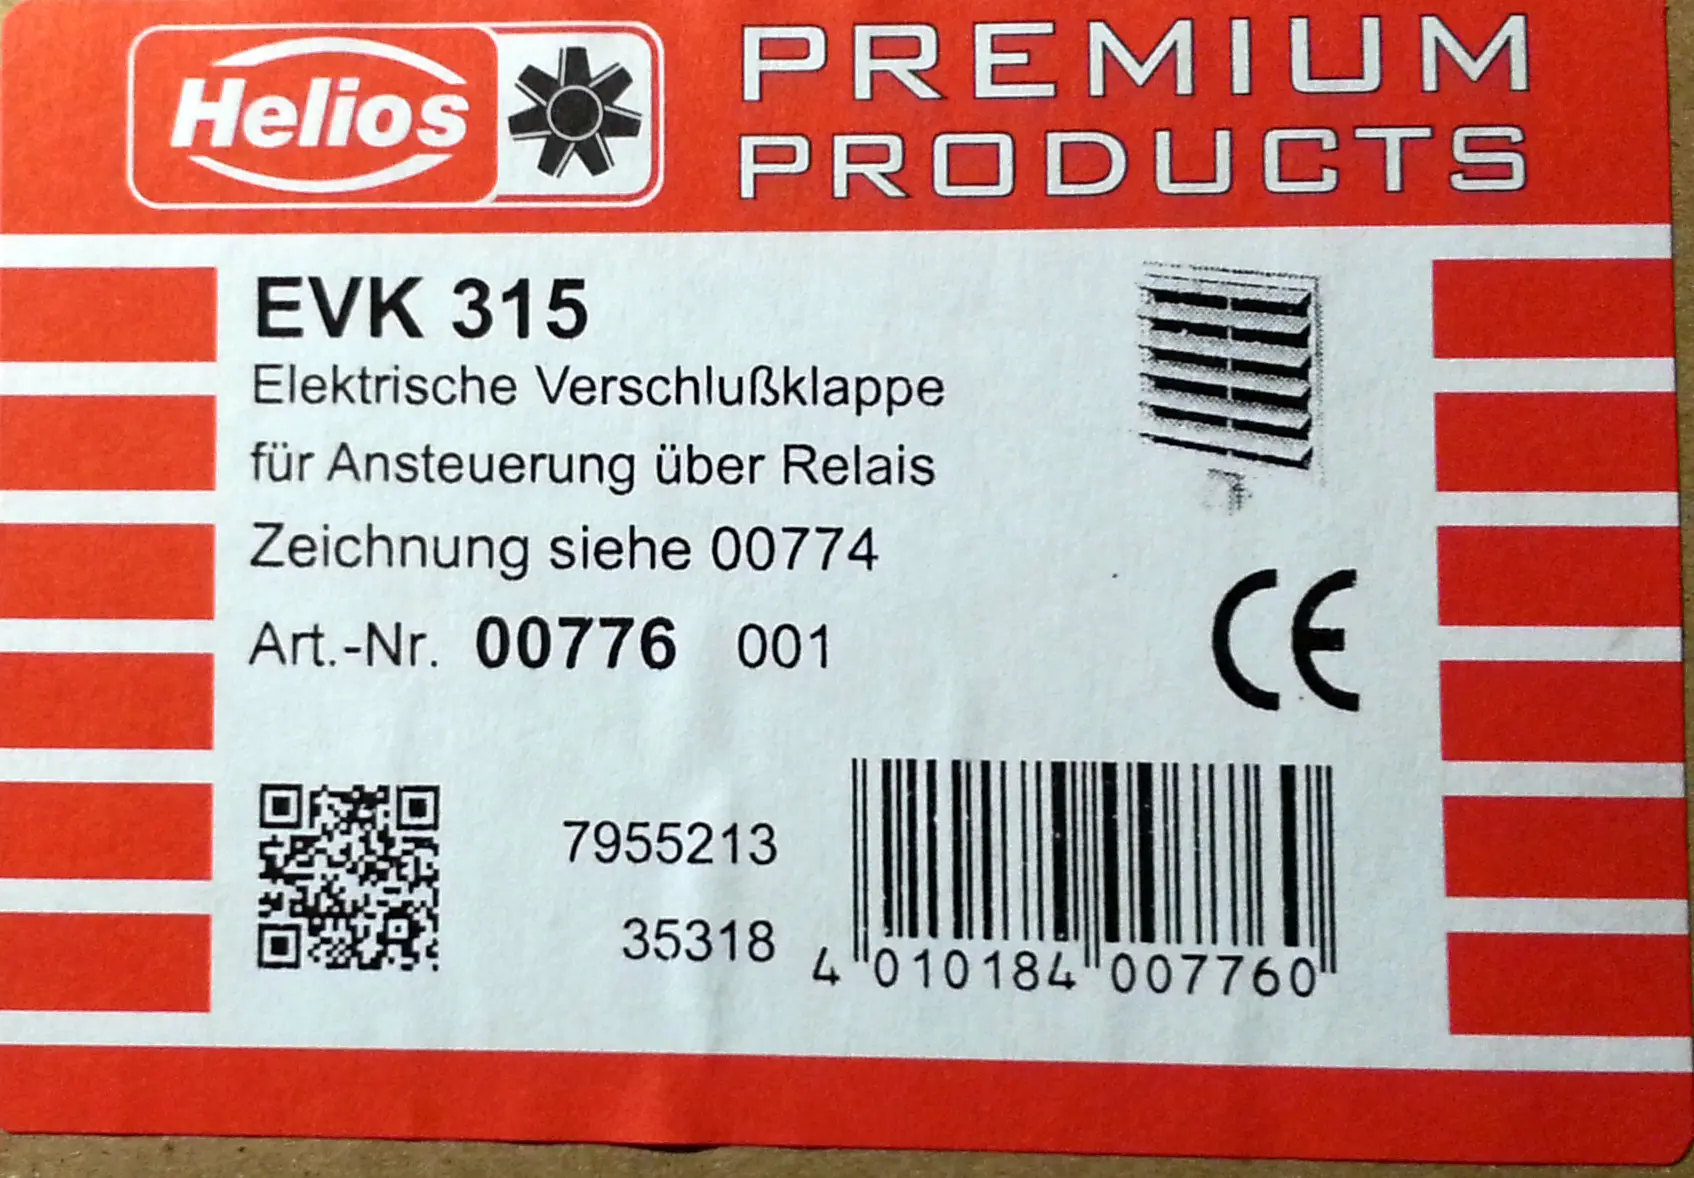 Helios
PREMIUM
PRODUCTS
EVK 315
Elektrische Verschlußklappe
für Ansteuerung über Relais
Zeichnung siehe 00774
Art.-Nr. 00776 001
CE
7955213
35318
4 010184 007760